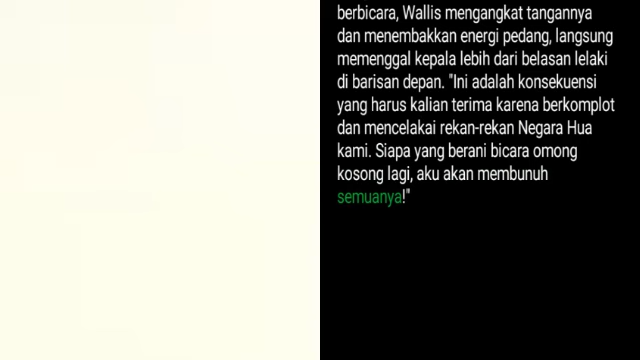 berbicara, Wallis mengangkat tangannya
dan menembakkan energi pedang, langsung
memenggal kepala lebih dari belasan lelaki
di barisan depan. "Ini adalah konsekuensi
yang harus kalian terima karena berkomplot
dan mencelakai rekan-rekan Negara Hua
kami. Siapa yang berani bicara omong
kosong lagi, aku akan membunuh
semuanya!"